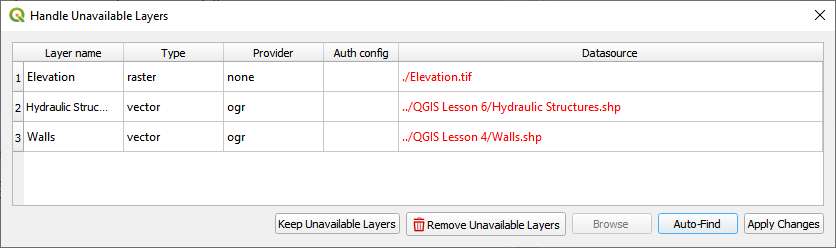 Handle Unavailable Layers
Layer name Type Provider Auth config Datasource
1 Elevation raster none ./Elevation.tif
2 Hydraulic Struc... vector ogr ../QGIS Lesson 6/Hydraulic Structures.shp
3 Walls vector ogr ../QGIS Lesson 4/Walls.shp
Keep Unavailable Layers Remove Unavailable Layers Browse Auto-Find Apply Changes